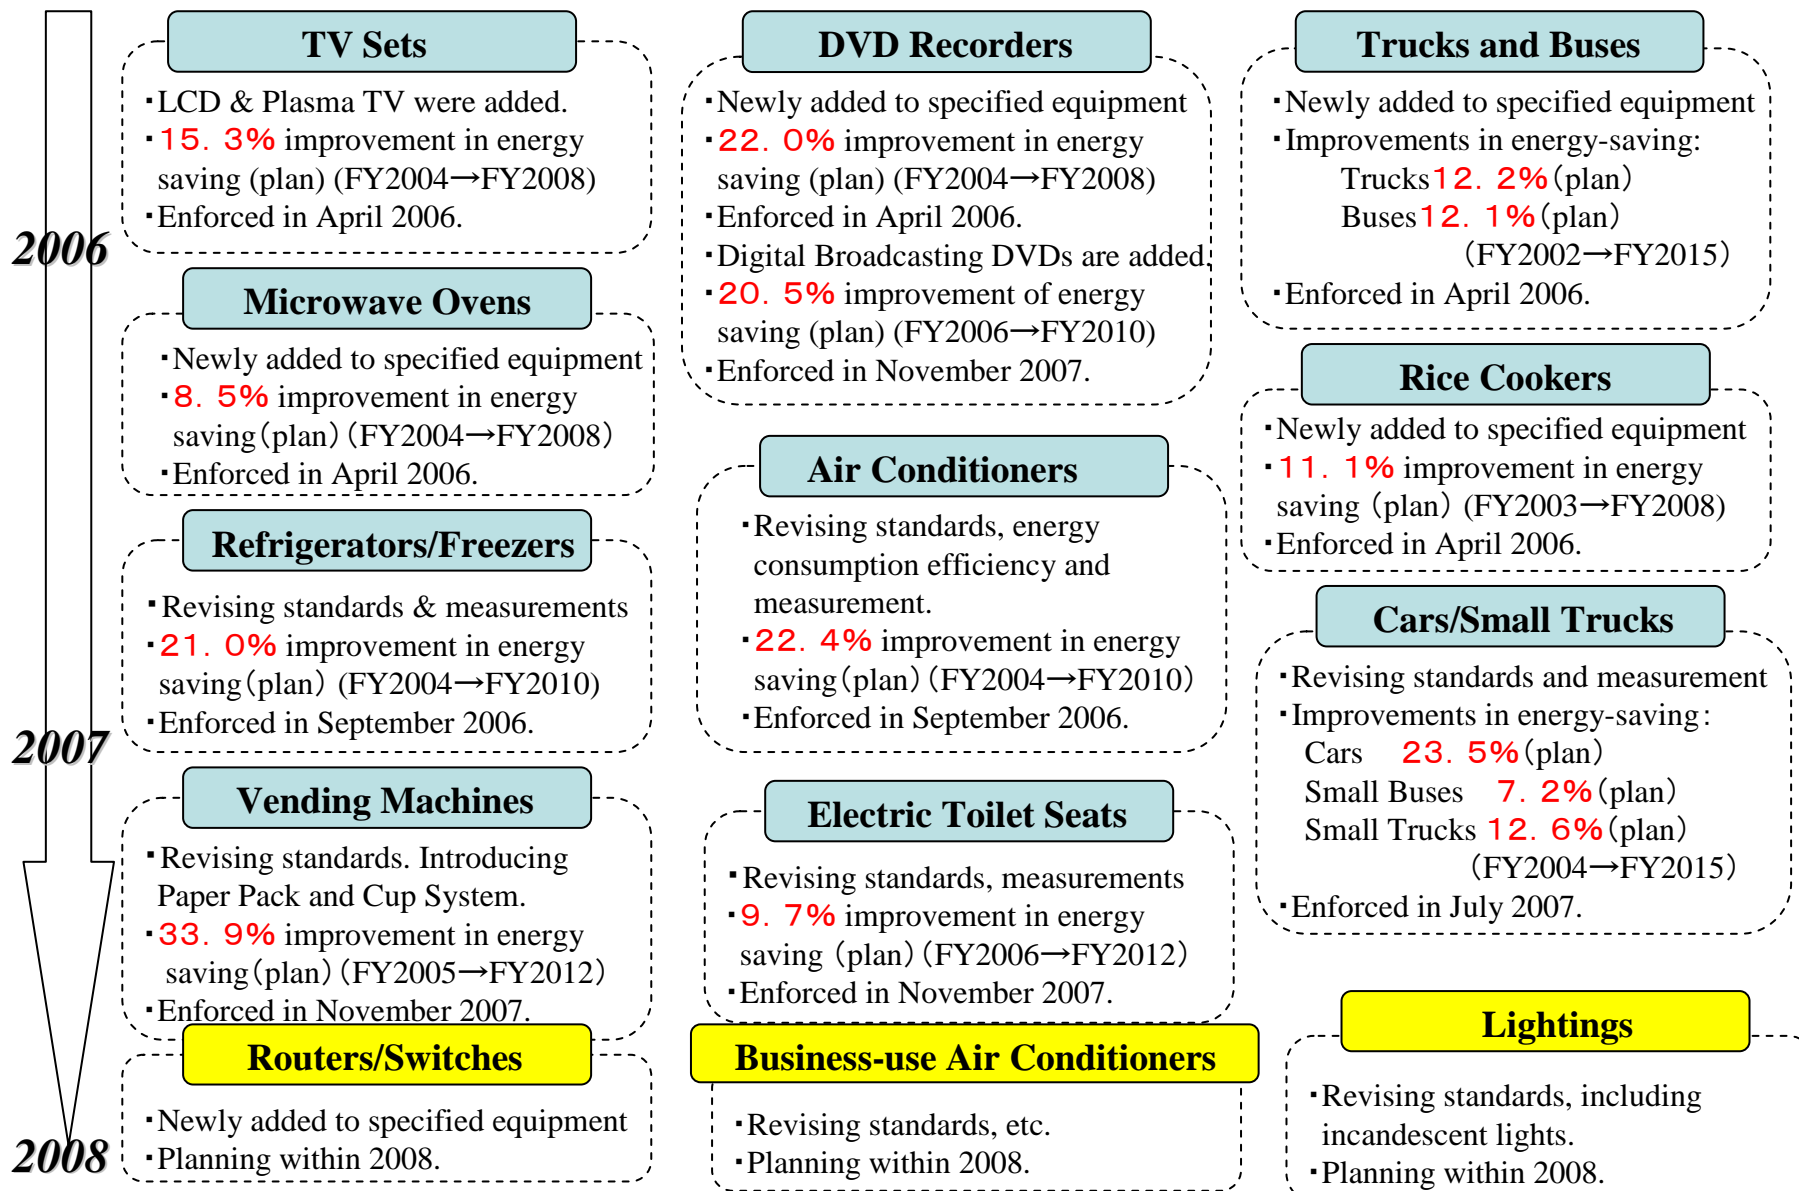 TV Sets
・LCD & Plasma TV were added.
・15. 3% improvement in energy
saving (plan) (FY2004→FY2008)
・Enforced in April 2006.
2006
Microwave Ovens
・Newly added to specified equipment
・8. 5% improvement in energy
saving(plan)(FY2004→FY2008)
・Enforced in April 2006.
Refrigerators/Freezers
・Revising standards & measurements
・21. 0% improvement in energy
saving(plan) (FY2004→FY2010)
・Enforced in September 2006.
2007
Vending Machines
・Revising standards. Introducing
Paper Pack and Cup System.
・33. 9% improvement in energy
saving(plan)(FY2005→FY2012)
・Enforced in November 2007.
Routers/Switches
・Newly added to specified equipment
・Planning within 2008.
2008
DVD Recorders
・Newly added to specified equipment
・22. 0% improvement in energy
saving (plan) (FY2004→FY2008)
・Enforced in April 2006.
・Digital Broadcasting DVDs are added.
・20. 5% improvement of energy
saving (plan) (FY2006→FY2010)
・Enforced in November 2007.
Air Conditioners
・Revising standards, energy
consumption efficiency and
measurement.
・22. 4% improvement in energy
saving(plan)(FY2004→FY2010)
・Enforced in September 2006.
Electric Toilet Seats
・Revising standards, measurements
・9. 7% improvement in energy
saving (plan)(FY2006→FY2012)
・Enforced in November 2007.
Business-use Air Conditioners
・Revising standards, etc.
・Planning within 2008.
Trucks and Buses
・Newly added to specified equipment
・Improvements in energy-saving:
Trucks12. 2%(plan)
Buses12. 1%(plan)
(FY2002→FY2015)
・Enforced in April 2006.
Rice Cookers
・Newly added to specified equipment
・11. 1% improvement in energy
saving (plan) (FY2003→FY2008)
・Enforced in April 2006.
Cars/Small Trucks
・Revising standards and measurement
・Improvements in energy-saving:
Cars 23. 5%(plan)
Small Buses 7. 2%(plan)
Small Trucks 12. 6%(plan)
(FY2004→FY2015)
・Enforced in July 2007.
Lightings
・Revising standards, including
incandescent lights.
・Planning within 2008.